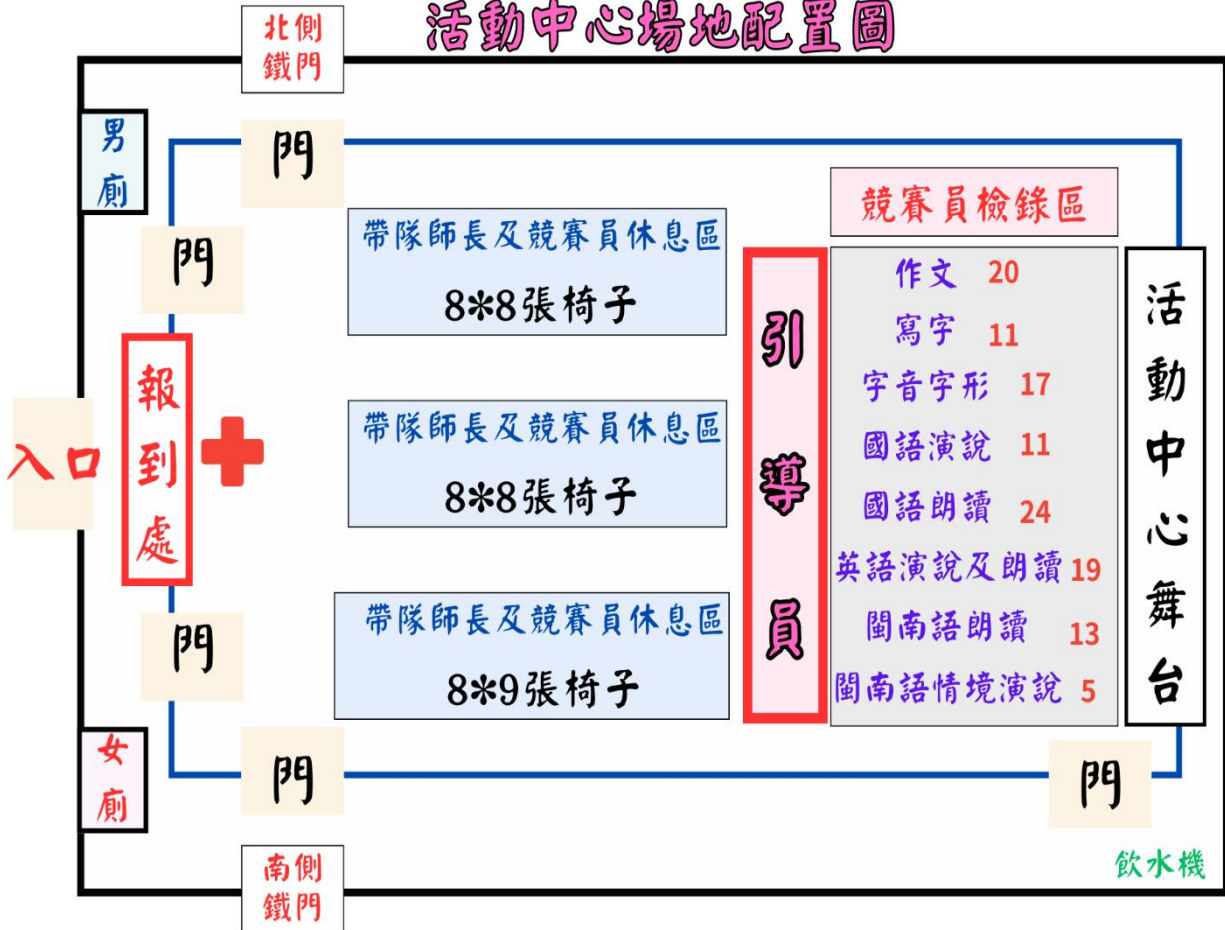 活動中心場地配置圖
北側
鐵門
男
廁
門
門
報
到
處
入口
門
女
廁
門
南側
鐵門
帶隊師長及競賽員休息區
8*8張椅子
帶隊師長及競賽員休息區
8*8張椅子
帶隊師長及競賽員休息區
8*9張椅子
引
導
員
競賽員檢錄區
作文 20
寫字 11
字音字形 17
國語演說 11
國語朗讀 24
英語演說及朗讀 19
閩南語朗讀 13
閩南語情境演說 5
活
動
中
心
舞
台
門
飲水機